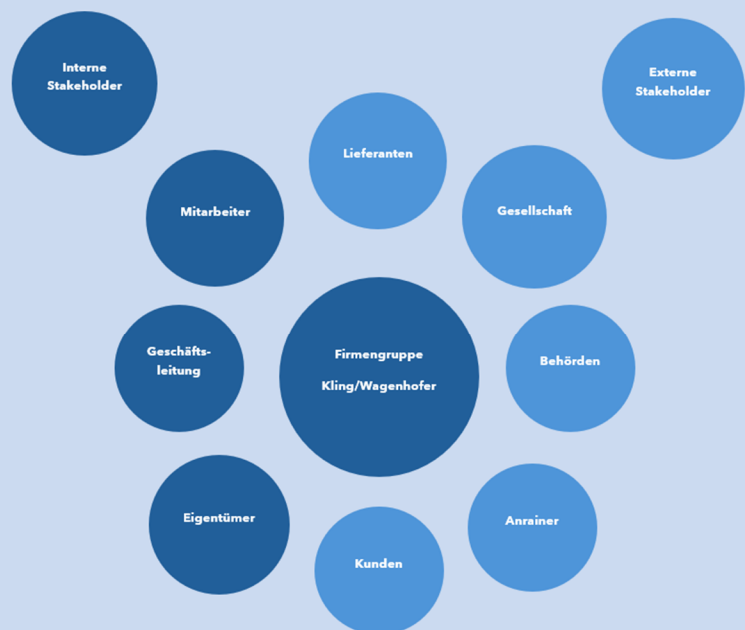 Interne
Stakeholder
Externe
Stakeholder
Lieferanten
Mitarbeiter
Gesellschaft
Geschäfts-
leitung
Firmengruppe
Kling/Wagenhofer
Behörden
Eigentümer
Anrainer
Kunden